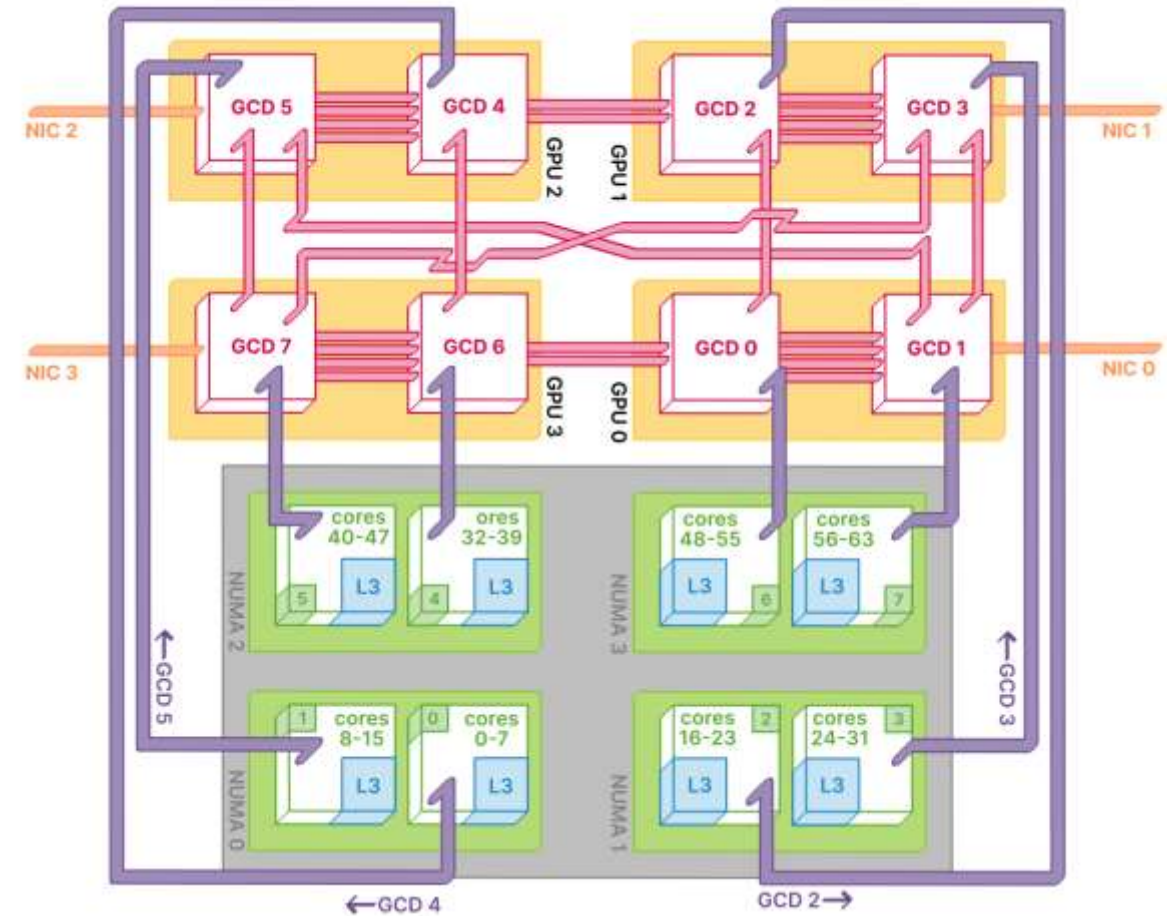 GCD 5
GCD 4
GCD 2
GCD 3
NIC 2
NIC 1
GPU 2
GPU 1
GCD 7
GCD 6
GCD 0
GCD 1
NIC 3
NIC 0
GPU 3
GPU 0
cores
40-47
L3
5
ores
32-39
L3
4
NUMA 2
cores
48-55
L3
6
cores
56-63
L3
7
NUMA 3
←GCD 5
←GCD 3
1
cores
8-15
L3
0
cores
0-7
L3
NUMA 0
cores
16-23
2
L3
cores
24-31
3
L3
NUMA 1
←GCD 4
GCD 2→